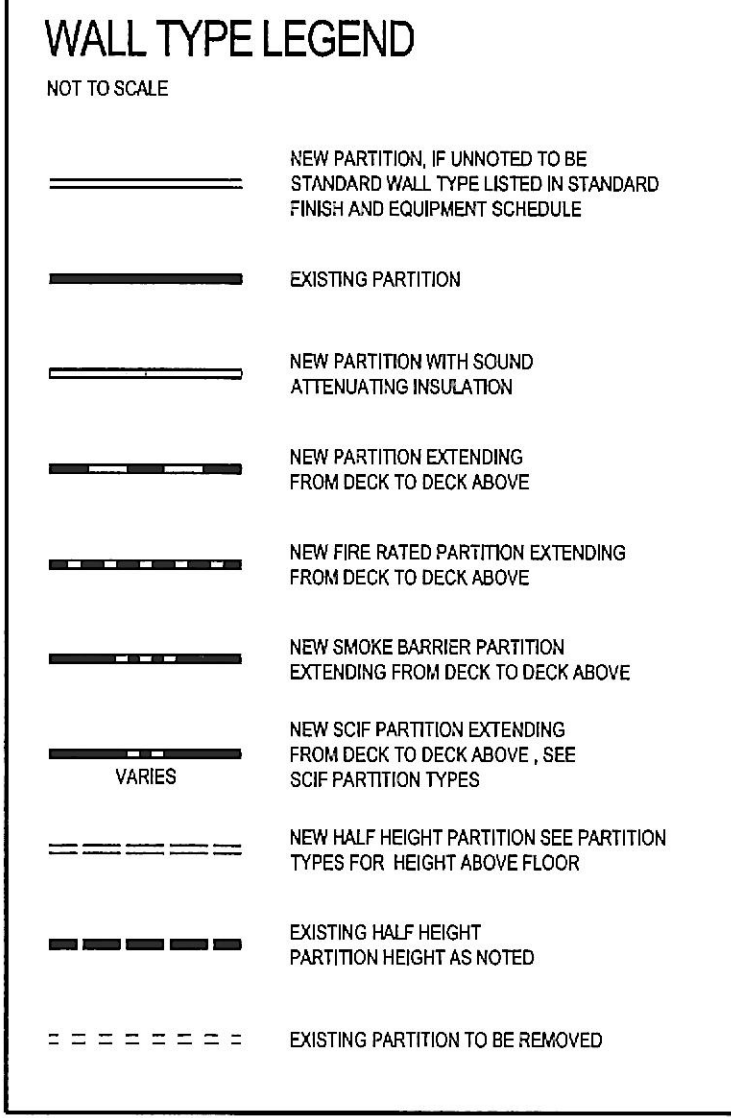 WALL TYPE LEGEND
NOT TO SCALE
NEW PARTITION, IF UNNOTED TO BE
STANDARD WALL TYPE LISTED IN STANDARD
FINISH AND EQUIPMENT SCHEDULE
EXISTING PARTITION
NEW PARTITION WITH SOUND
ATTENUATING INSULATION
NEW PARTITION EXTENDING
FROM DECK TO DECK ABOVE
NEW FIRE RATED PARTITION EXTENDING
FROM DECK TO DECK ABOVE
NEW SMOKE BARRIER PARTITION
EXTENDING FROM DECK TO DECK ABOVE
NEW SCIF PARTITION EXTENDING
FROM DECK TO DECK ABOVE , SEE
SCIF PARTITION TYPES
VARIES
NEW HALF HEIGHT PARTITION SEE PARTITION
TYPES FOR HEIGHT ABOVE FLOOR
EXISTING HALF HEIGHT
PARTITION HEIGHT AS NOTED
EXISTING PARTITION TO BE REMOVED